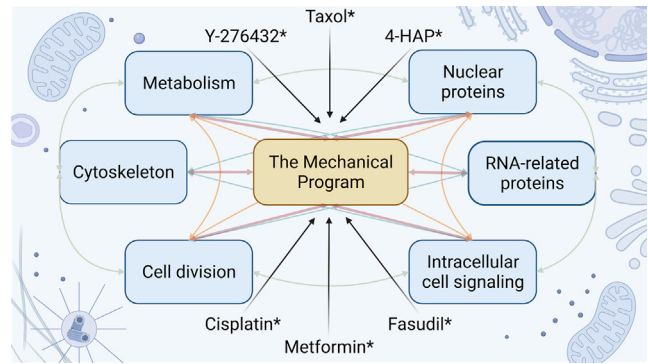 Taxol*
Y-276432*
4-HAP*
Metabolism
Nuclear
proteins
Cytoskeleton
The Mechanical
Program
RNA-related
proteins
Cell division
Intracellular
cell signaling
Cisplatin*
Fasudil*
Metformin*